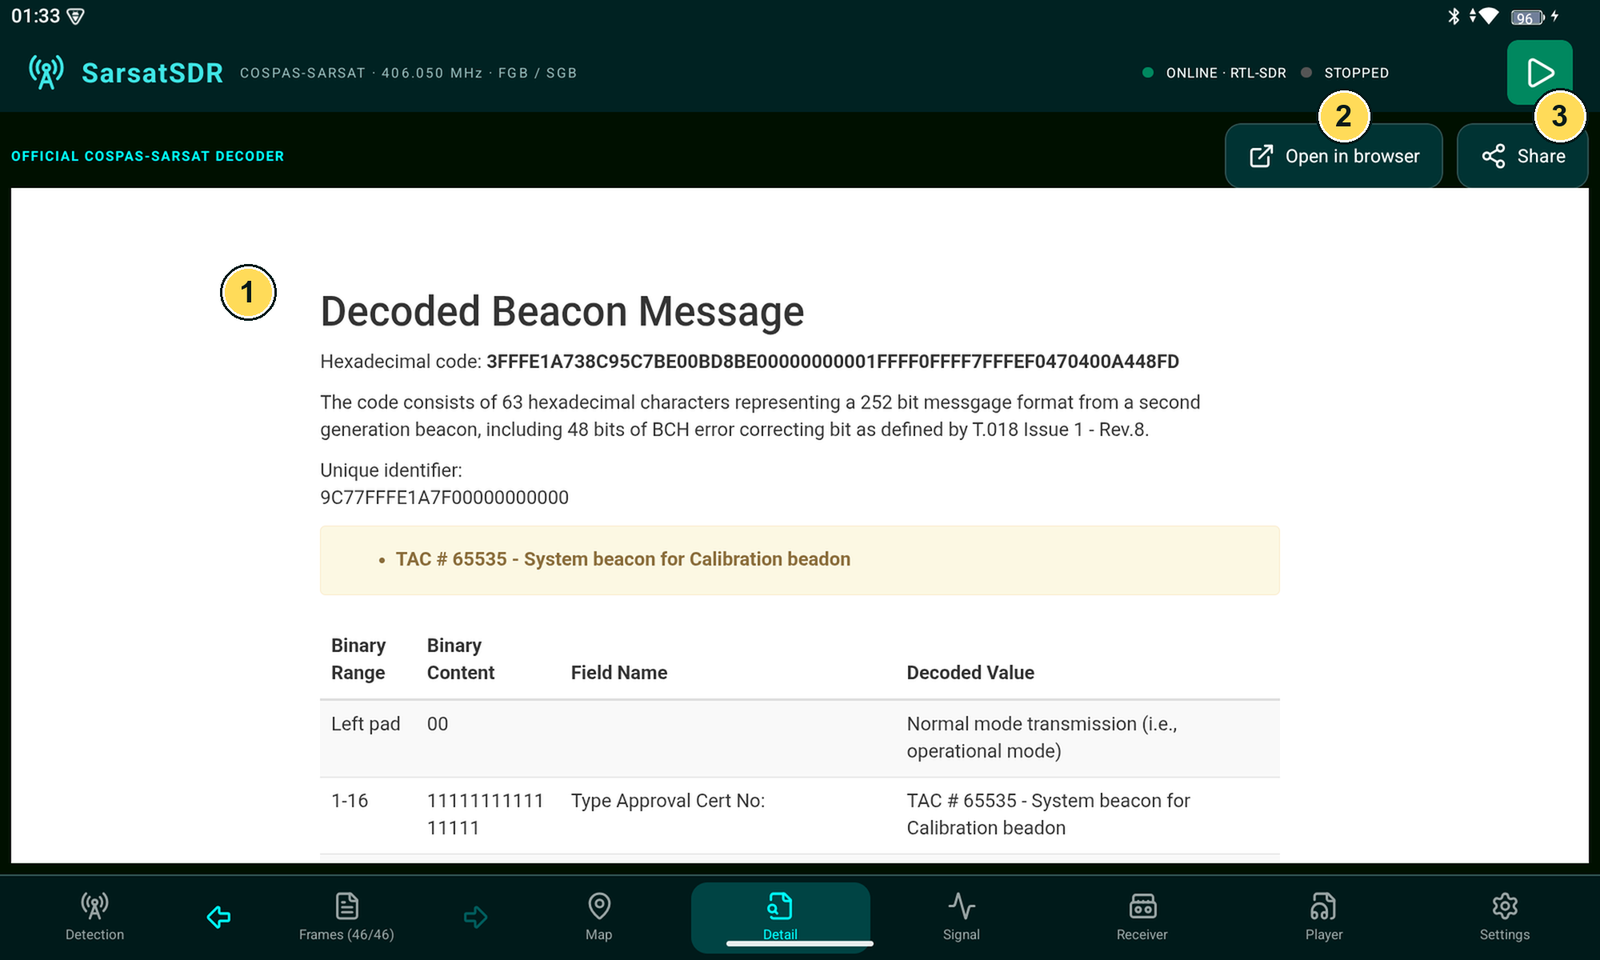 01:33
96
SarsatSDR COSPAS-SARSAT · 406.050 MHz · FGB / SGB
ONLINE · RTL-SDR STOPPED
2
3
OFFICIAL COSPAS-SARSAT DECODER
Open in browser
Share
1
Decoded Beacon Message
Hexadecimal code: 3FFFE1A738C95C7BE00BD8BE00000000001FFFF0FFFF7FFFEF0470400A448FD
The code consists of 63 hexadecimal characters representing a 252 bit messgage format from a second
generation beacon, including 48 bits of BCH error correcting bit as defined by T.018 Issue 1 - Rev.8.
Unique identifier:
9C77FFFE1A7F00000000000
• TAC # 65535 - System beacon for Calibration beadon
Binary Range Binary Content Field Name Decoded Value
Left pad 00 Normal mode transmission (i.e.,
operational mode)
1-16 11111111111 Type Approval Cert No: TAC # 65535 - System beacon for
11111 Calibration beadon
Detection
Frames (46/46)
Map
Detail
Signal
Receiver
Player
Settings